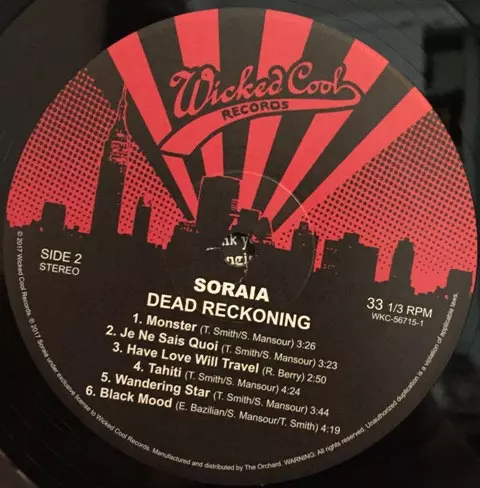 Wicked Cool
RECORDS
SIDE 2
STEREO
SORAIA
DEAD RECKONING
33 1/3 RPM
WKC-56715-1
1. Monster (T. Smith/S. Mansour) 3:26
2. Je Ne Sais Quoi (T. Smith/S. Mansour) 3:23
3. Have Love Will Travel (R. Berry) 2:50
4. Tahiti (T. Smith/S. Mansour) 4:24
5. Wandering Star (T. Smith/S. Mansour) 3:44
6. Black Mood (E. Bazilian/S. Mansour/T. Smith) 4:19
℗ 2017 Wicked Cool Records. © 2017 Soraia under exclusive license to Wicked Cool Records. Manufactured and distributed by The Orchard. WARNING: All rights reserved. Unauthorized duplication is a violation of applicable laws.